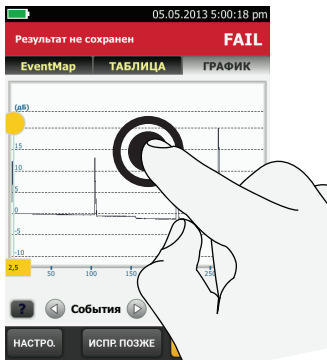 05.05.2013 5:00:18 pm
Результат не сохранен FAIL
EventMap ТАБЛИЦА ГРАФИК
(дБ)
15
10
5
0
-5
-10
2,5 50 100 150 250
? События
НАСТРО. ИСПР. ПОЗЖЕ